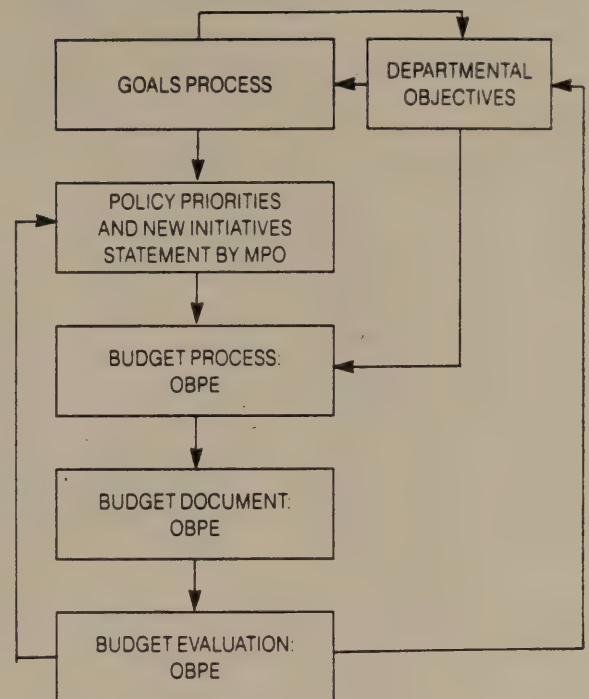 GOALS PROCESS
DEPARTMENTAL
OBJECTIVES
POLICY PRIORITIES
AND NEW INITIATIVES
STATEMENT BY MPO
BUDGET PROCESS:
OBPE
BUDGET DOCUMENT:
OBPE
BUDGET EVALUATION:
OBPE